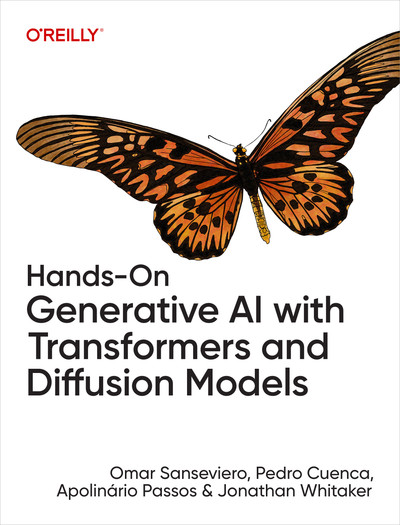 O'REILLY®
Hands-On
Generative AI with
Transformers and
Diffusion Models
Omar Sanseviero, Pedro Cuenca,
Apolinário Passos & Jonathan Whitaker